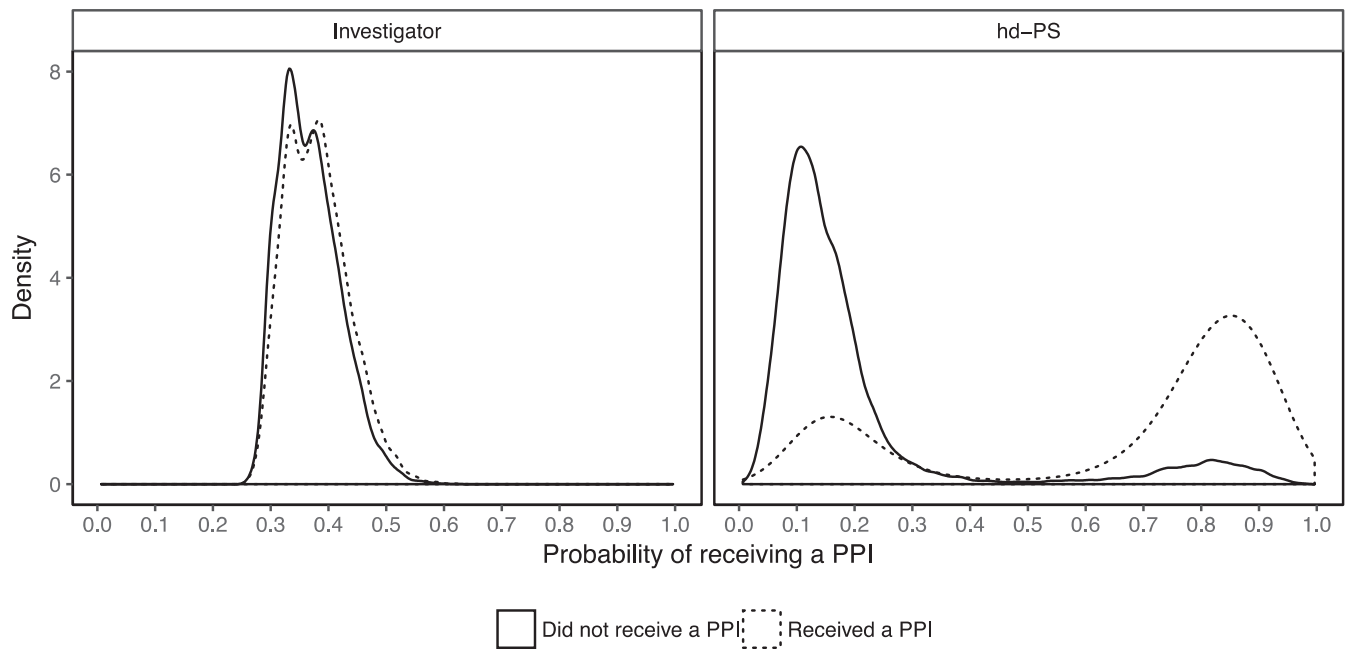 Investigator
hd−PS
Density
8
6
4
2
0
0.0 0.1 0.2 0.3 0.4 0.5 0.6 0.7 0.8 0.9 1.0
0.0 0.1 0.2 0.3 0.4 0.5 0.6 0.7 0.8 0.9 1.0
Probability of receiving a PPI
Did not receive a PPI
Received a PPI